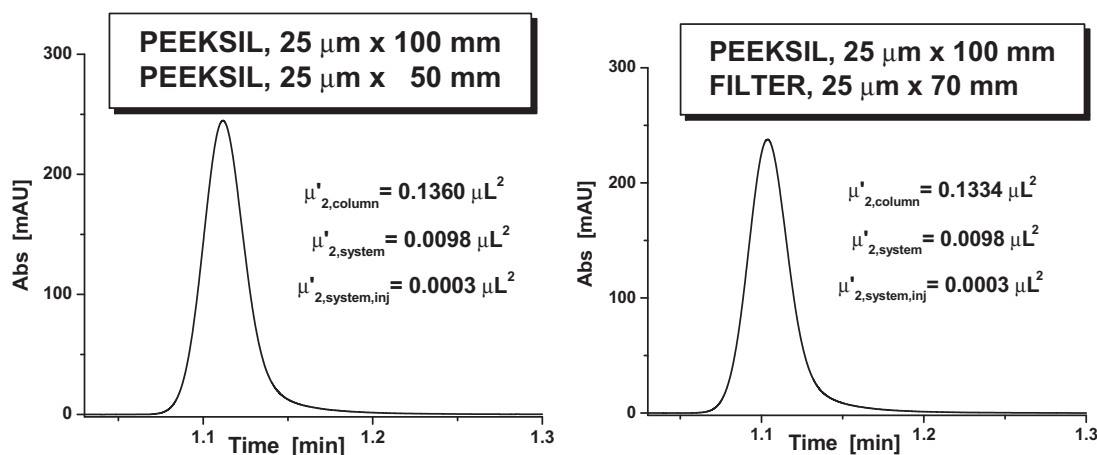 PEEKSIL, 25 μm x 100 mm
PEEKSIL, 25 μm x 50 mm
300
200
100
0
Abs [mAU]
μ'2,column= 0.1360 μL²
μ'2,system= 0.0098 μL²
μ'2,system,inj= 0.0003 μL²
1.1
1.2
1.3
Time [min]
PEEKSIL, 25 μm x 100 mm
FILTER, 25 μm x 70 mm
300
200
100
0
Abs [mAU]
μ'2,column= 0.1334 μL²
μ'2,system= 0.0098 μL²
μ'2,system,inj= 0.0003 μL²
1.1
1.2
1.3
Time [min]